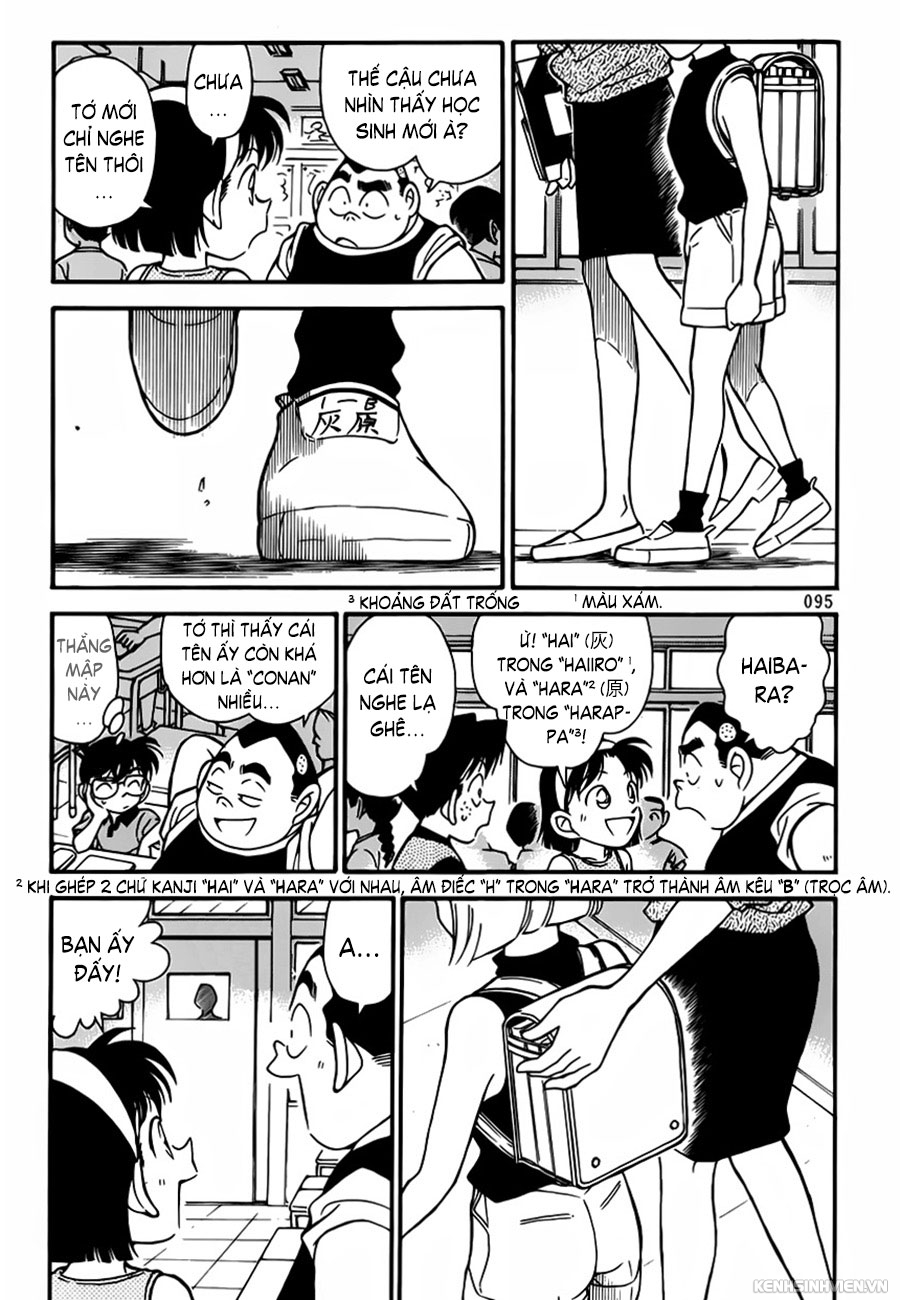 THẾ CẬU CHƯA
NHÌN THẤY HỌC
SINH MỚI À?
CHƯA
...
TỚ MỚI
CHỈ NGHE
TÊN THÔI
...
1-B
灰原
³ KHOẢNG ĐẤT TRỐNG
¹ MÀU XÁM.
095
HAIBA-
RA?
Ừ! “HAI” (灰)
TRONG “HAIIRO” ¹,
VÀ “HARA”² (原)
TRONG “HARAP-
PA”³!
CÁI TÊN
NGHE LẠ
GHÊ...
TỚ THÌ THẤY CÁI
TÊN ẤY CÒN KHÁ
HƠN LÀ “CONAN”
NHIỀU...
THẰNG
MẬP
NÀY
...
² KHI GHÉP 2 CHỮ KANJI “HAI” VÀ “HARA” VỚI NHAU, ÂM ĐIẾC “H” TRONG “HARA” TRỞ THÀNH ÂM KÊU “B” (TRỌC ÂM).
A...
BẠN ẤY
ĐẤY!
KENHSINHVIEN.VN